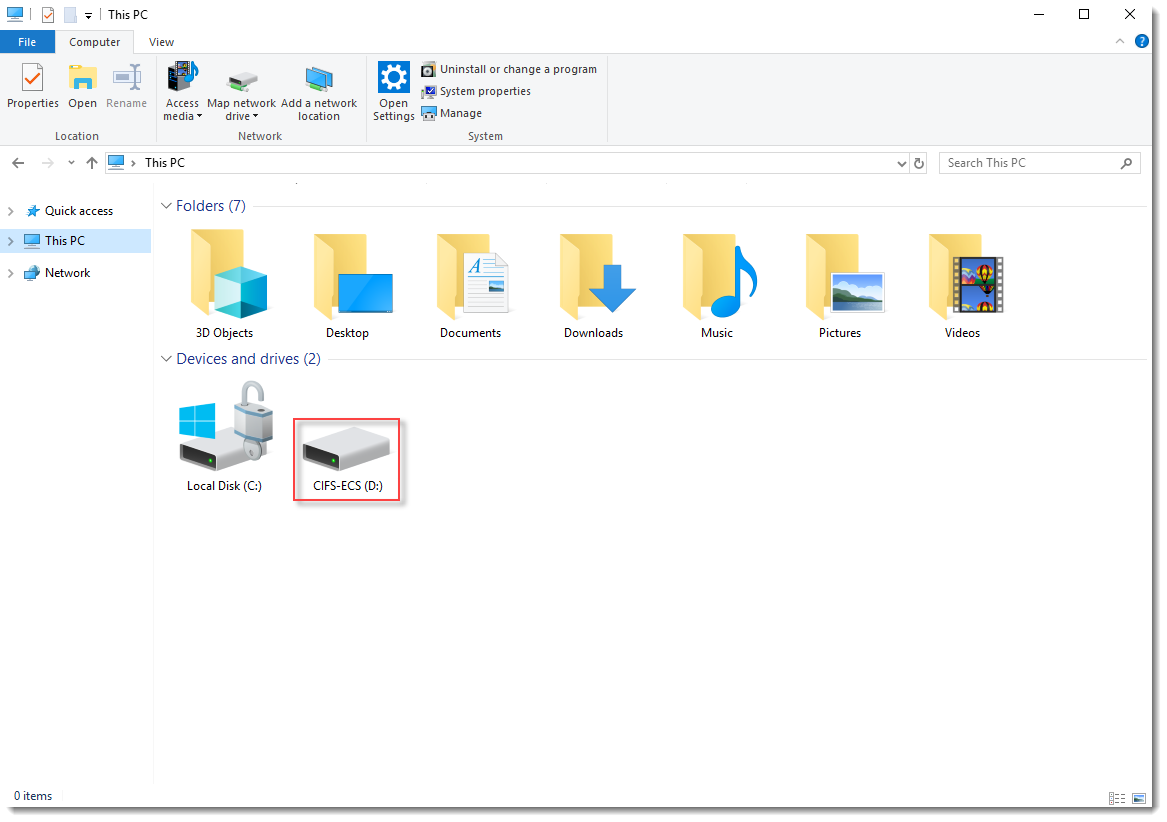 This PC
File Computer View
Properties Open Rename Access media Map network drive Add a network location Open Settings Uninstall or change a program
System properties
Manage
Location Network System
This PC Search This PC
Quick access
This PC
Network
Folders (7)
3D Objects Desktop Documents Downloads Music Pictures Videos
Devices and drives (2)
Local Disk (C:) CIFS-ECS (D:)
0 items